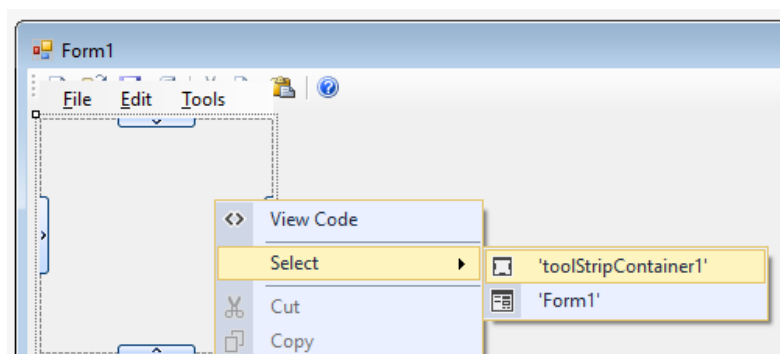 Form1
File Edit Tools
View Code
Select 'toolStripContainer1'
'Form1'
Cut
Copy